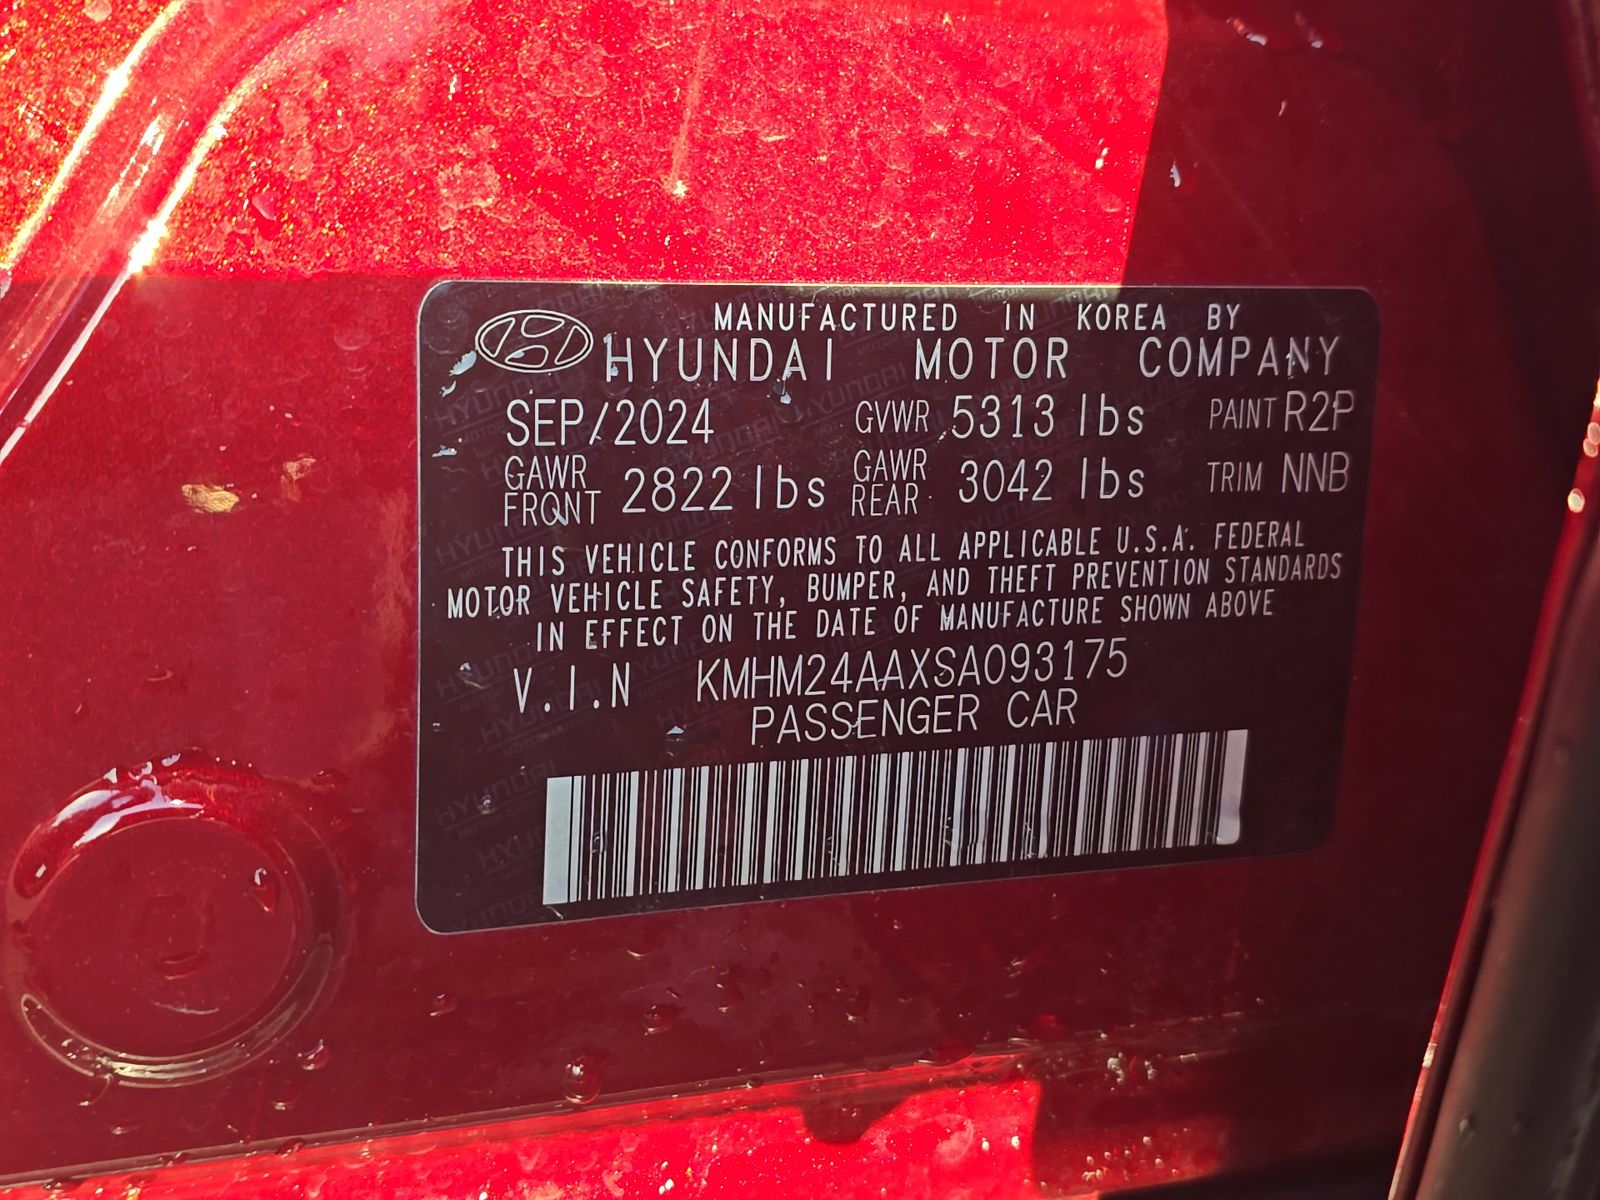 MANUFACTURED IN KOREA BY
HYUNDAI MOTOR COMPANY
SEP/2024 GVWR 5313 lbs PAINT R2P
GAWR FRONT 2822 lbs GAWR REAR 3042 lbs TRIM NNB
THIS VEHICLE CONFORMS TO ALL APPLICABLE U.S.A. FEDERAL
MOTOR VEHICLE SAFETY, BUMPER, AND THEFT PREVENTION STANDARDS
IN EFFECT ON THE DATE OF MANUFACTURE SHOWN ABOVE
V.I.N KMHM24AAXSA093175
PASSENGER CAR